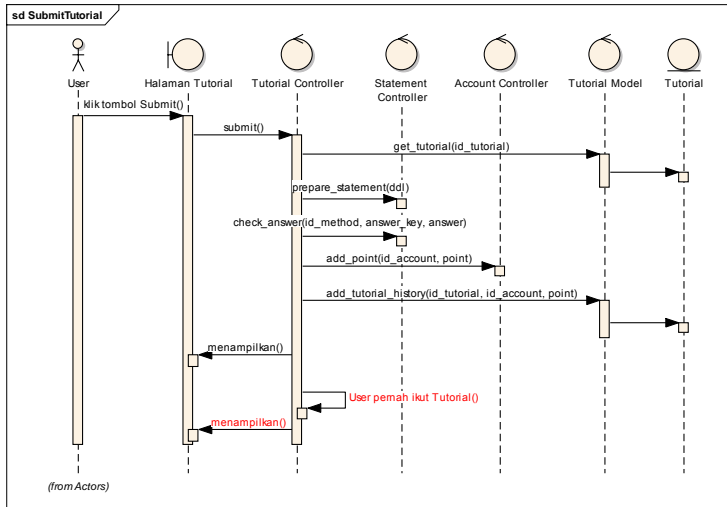 sd SubmitTutorial
User
Halaman Tutorial
Tutorial Controller
Statement
Controller
Account Controller
Tutorial Model
Tutorial
klik tombol Submit()
submit()
get_tutorial(id_tutorial)
prepare_statement(ddl)
check_answer(id_method, answer_key, answer)
add_point(id_account, point)
add_tutorial_history(id_tutorial, id_account, point)
menampilkan()
User pernah ikut Tutorial()
menampilkan()
(from Actors)